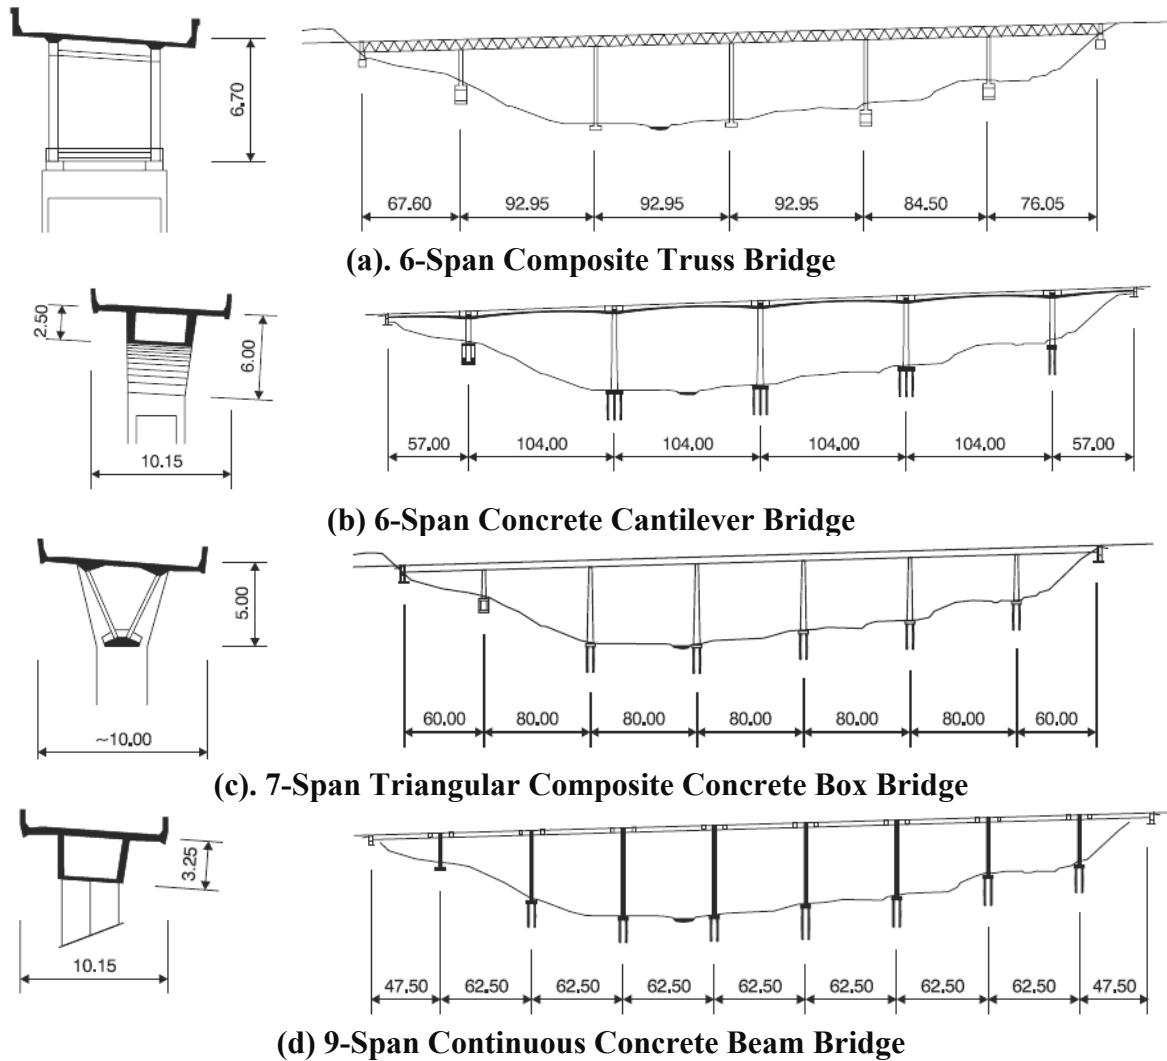 6.70
67.60 92.95 92.95 92.95 84.50 76.05
(a). 6-Span Composite Truss Bridge
2.50
6.00
10.15
57.00 104.00 104.00 104.00 104.00 57.00
(b) 6-Span Concrete Cantilever Bridge
5.00
~10.00
60.00 80.00 80.00 80.00 80.00 80.00 60.00
(c). 7-Span Triangular Composite Concrete Box Bridge
3.25
10.15
47.50 62.50 62.50 62.50 62.50 62.50 62.50 62.50 47.50
(d) 9-Span Continuous Concrete Beam Bridge